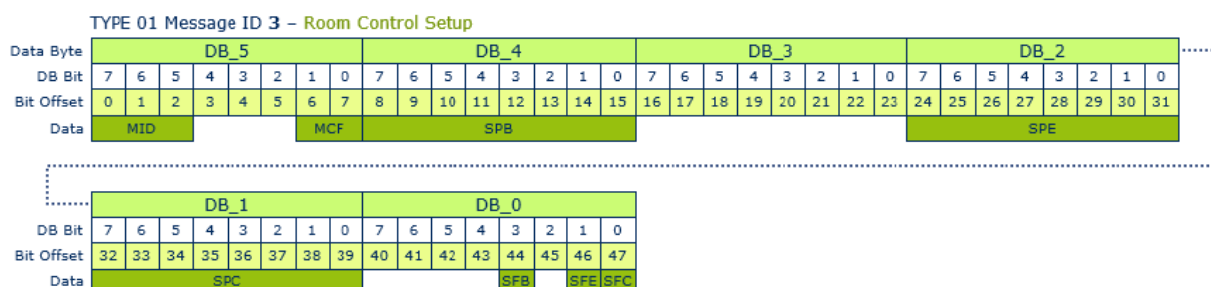 TYPE 01 Message ID 3 – Room Control Setup
Data Byte DB_5 DB_4 DB_3 DB_2
DB Bit 7 6 5 4 3 2 1 0 7 6 5 4 3 2 1 0 7 6 5 4 3 2 1 0 7 6 5 4 3 2 1 0
Bit Offset 0 1 2 3 4 5 6 7 8 9 10 11 12 13 14 15 16 17 18 19 20 21 22 23 24 25 26 27 28 29 30 31
Data MID MCF SPB SPE
DB_1 DB_0
DB Bit 7 6 5 4 3 2 1 0 7 6 5 4 3 2 1 0
Bit Offset 32 33 34 35 36 37 38 39 40 41 42 43 44 45 46 47
Data SPC SFB SFE SFC